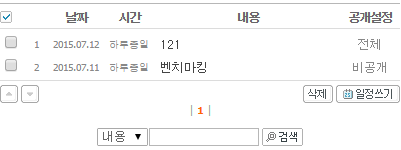 날짜 시간 내용 공개설정
1 2015.07.12 하루종일 121 전체
2 2015.07.11 하루종일 벤치마킹 비공개
삭제 일정쓰기
| 1 |
내용 ▼ 검색